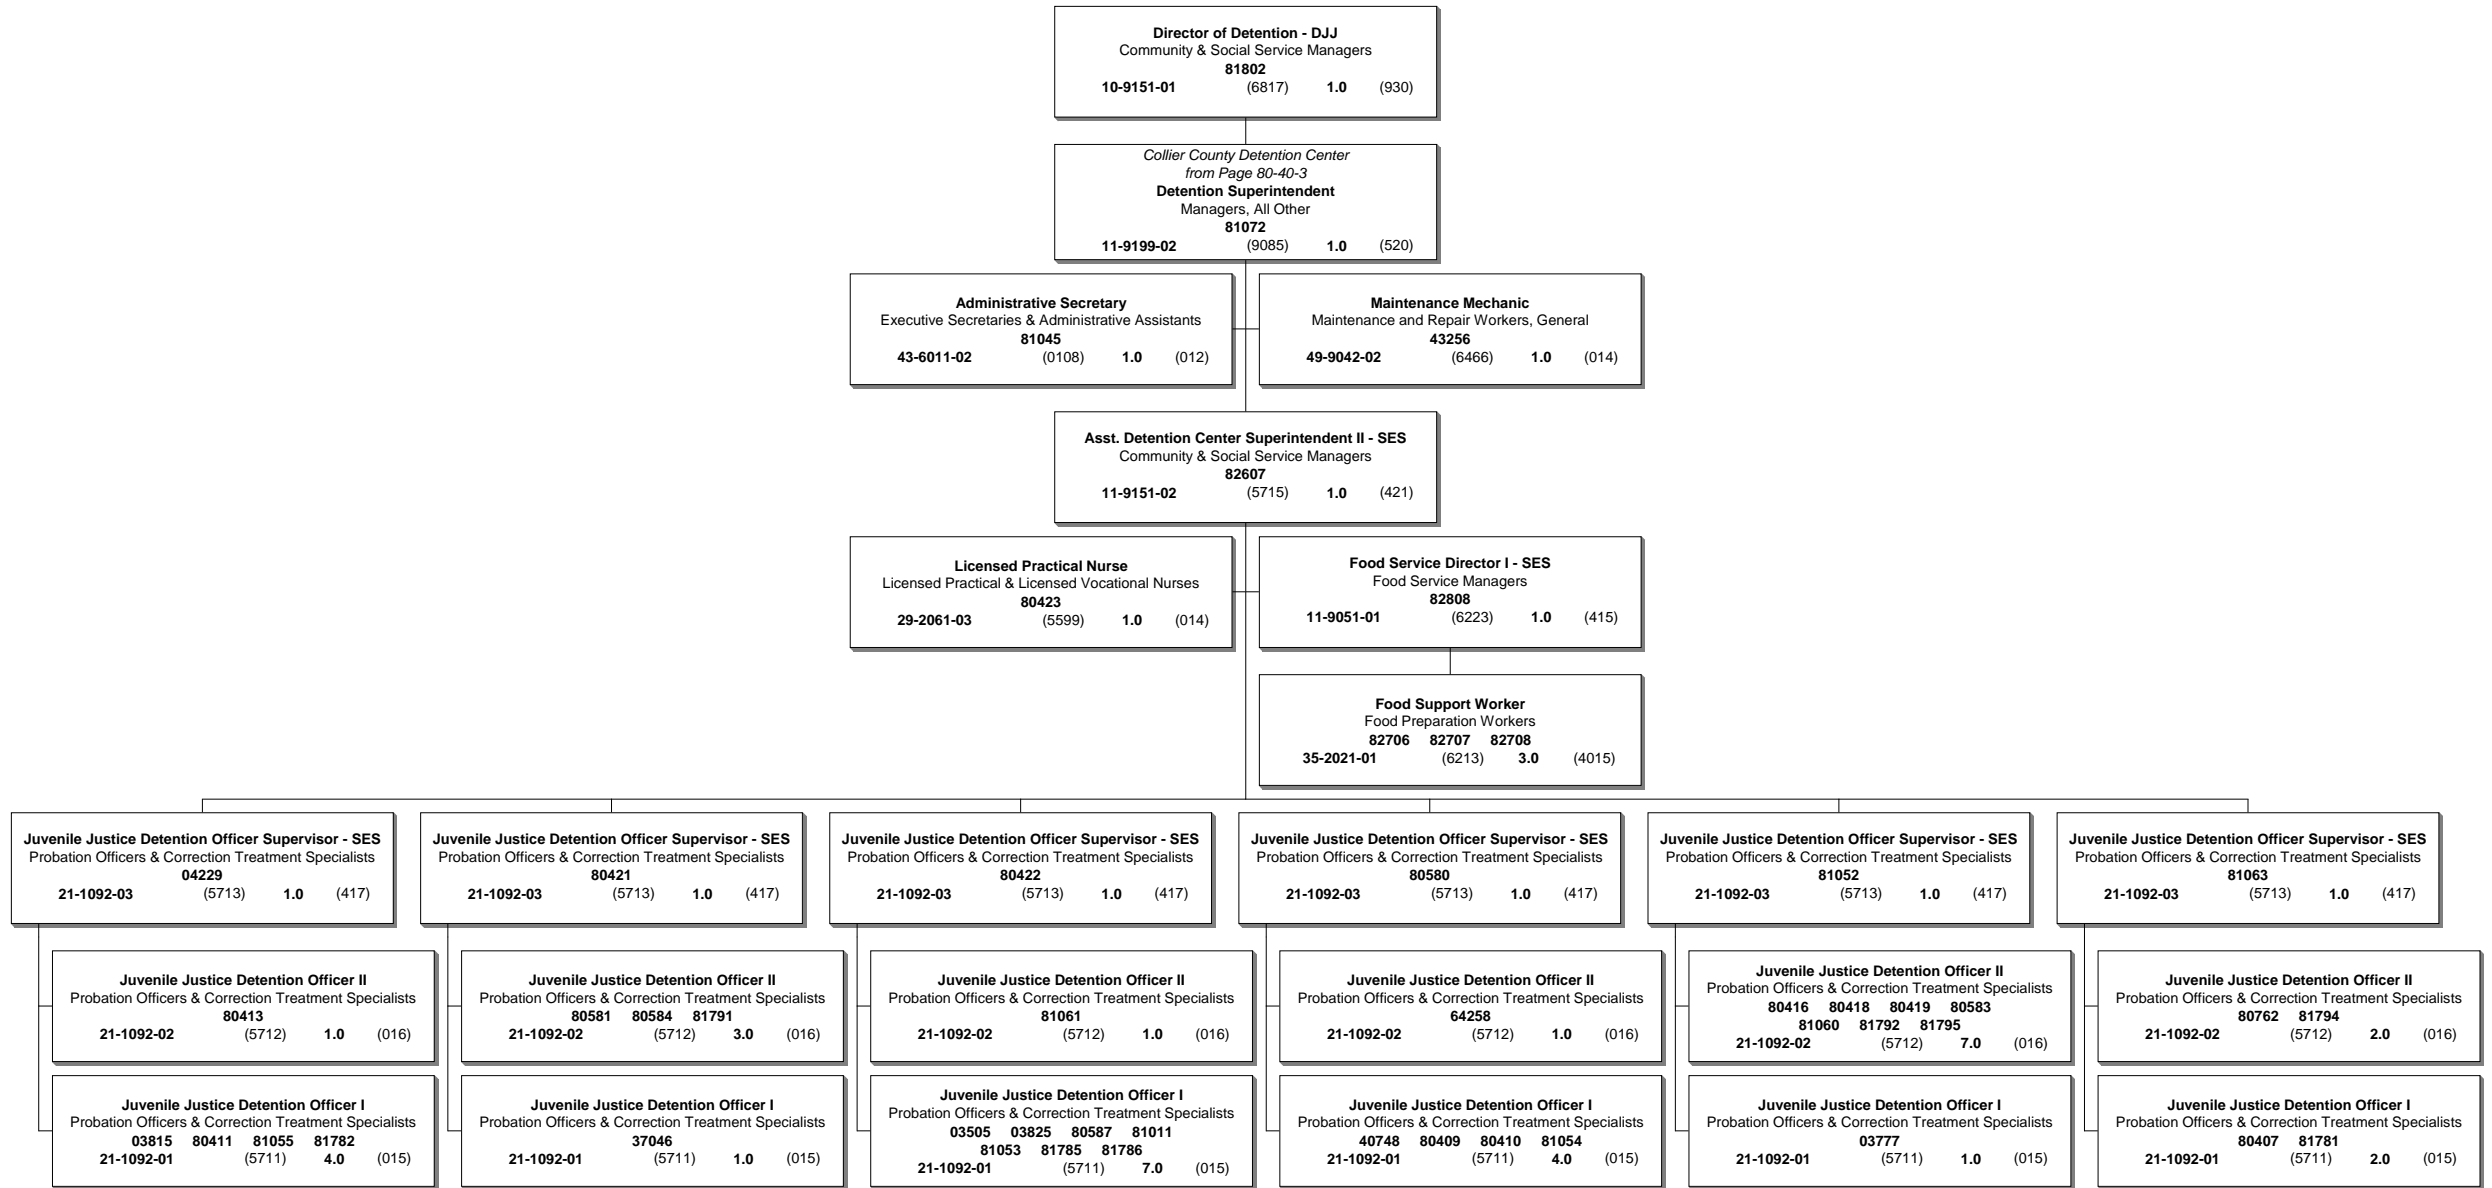 Director of Detention - DJJ
Community & Social Service Managers
81802
10-9151-01 (6817) 1.0 (930)
Collier County Detention Center
from Page 80-40-3
Detention Superintendent
Managers, All Other
81072
11-9199-02 (9085) 1.0 (520)
Administrative Secretary
Executive Secretaries & Administrative Assistants
81045
43-6011-02 (0108) 1.0 (012)
Maintenance Mechanic
Maintenance and Repair Workers, General
43256
49-9042-02 (6466) 1.0 (014)
Asst. Detention Center Superintendent II - SES
Community & Social Service Managers
82607
11-9151-02 (5715) 1.0 (421)
Licensed Practical Nurse
Licensed Practical & Licensed Vocational Nurses
80423
29-2061-03 (5599) 1.0 (014)
Food Service Director I - SES
Food Service Managers
82808
11-9051-01 (6223) 1.0 (415)
Food Support Worker
Food Preparation Workers
82706 82707 82708
35-2021-01 (6213) 3.0 (4015)
Juvenile Justice Detention Officer Supervisor - SES
Probation Officers & Correction Treatment Specialists
04229
21-1092-03 (5713) 1.0 (417)
Juvenile Justice Detention Officer II
Probation Officers & Correction Treatment Specialists
80413
21-1092-02 (5712) 1.0 (016)
Juvenile Justice Detention Officer I
Probation Officers & Correction Treatment Specialists
03815 80411 81055 81782
21-1092-01 (5711) 4.0 (015)
Juvenile Justice Detention Officer Supervisor - SES
Probation Officers & Correction Treatment Specialists
80421
21-1092-03 (5713) 1.0 (417)
Juvenile Justice Detention Officer II
Probation Officers & Correction Treatment Specialists
80581 80584 81791
21-1092-02 (5712) 3.0 (016)
Juvenile Justice Detention Officer I
Probation Officers & Correction Treatment Specialists
37046
21-1092-01 (5711) 1.0 (015)
Juvenile Justice Detention Officer Supervisor - SES
Probation Officers & Correction Treatment Specialists
80422
21-1092-03 (5713) 1.0 (417)
Juvenile Justice Detention Officer II
Probation Officers & Correction Treatment Specialists
81061
21-1092-02 (5712) 1.0 (016)
Juvenile Justice Detention Officer I
Probation Officers & Correction Treatment Specialists
03505 03825 80587 81011
81053 81785 81786
21-1092-01 (5711) 7.0 (015)
Juvenile Justice Detention Officer Supervisor - SES
Probation Officers & Correction Treatment Specialists
80580
21-1092-03 (5713) 1.0 (417)
Juvenile Justice Detention Officer II
Probation Officers & Correction Treatment Specialists
64258
21-1092-02 (5712) 1.0 (016)
Juvenile Justice Detention Officer I
Probation Officers & Correction Treatment Specialists
40748 80409 80410 81054
21-1092-01 (5711) 4.0 (015)
Juvenile Justice Detention Officer Supervisor - SES
Probation Officers & Correction Treatment Specialists
81052
21-1092-03 (5713) 1.0 (417)
Juvenile Justice Detention Officer II
Probation Officers & Correction Treatment Specialists
80416 80418 80419 80583
81060 81792 81795
21-1092-02 (5712) 7.0 (016)
Juvenile Justice Detention Officer I
Probation Officers & Correction Treatment Specialists
03777
21-1092-01 (5711) 1.0 (015)
Juvenile Justice Detention Officer Supervisor - SES
Probation Officers & Correction Treatment Specialists
81063
21-1092-03 (5713) 1.0 (417)
Juvenile Justice Detention Officer II
Probation Officers & Correction Treatment Specialists
80762 81794
21-1092-02 (5712) 2.0 (016)
Juvenile Justice Detention Officer I
Probation Officers & Correction Treatment Specialists
80407 81781
21-1092-01 (5711) 2.0 (015)